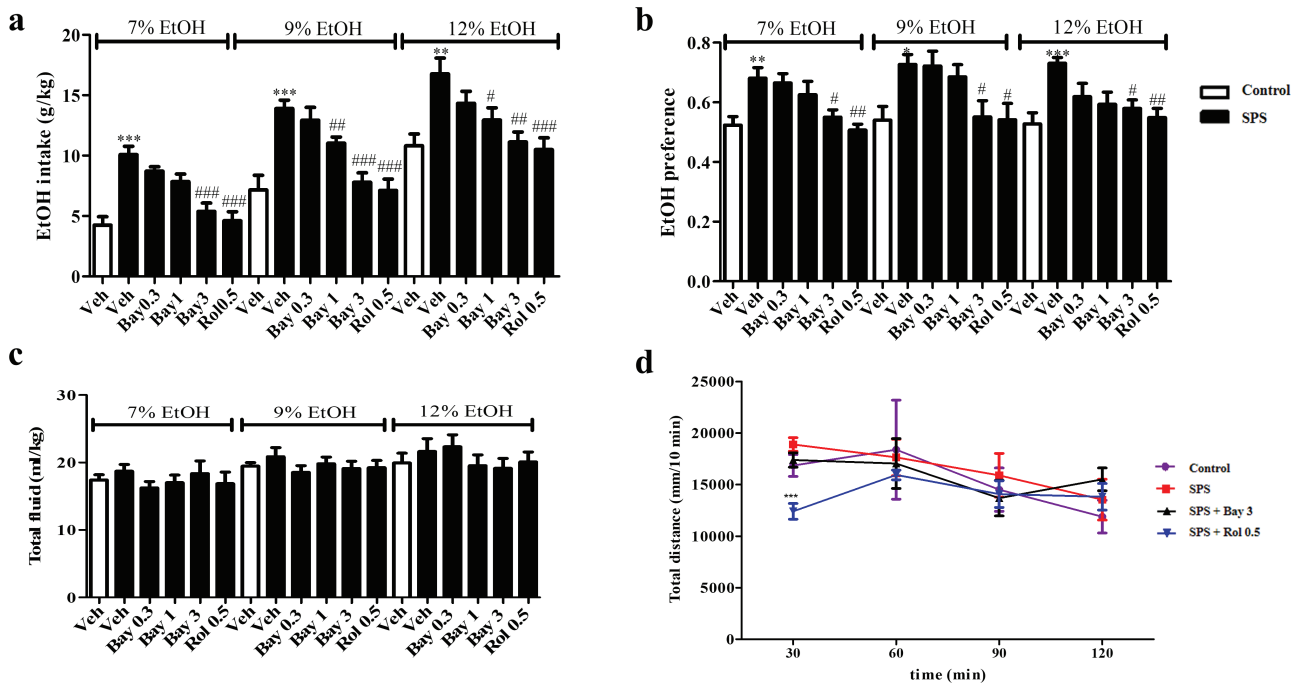 a
7% EtOH 9% EtOH 12% EtOH
EtOH intake (g/kg)
20
15
10
5
0
*** *** **
### ### ## ### ### # ## ###
Veh Veh Bay0.3 Bay1 Bay3 Rol0.5 Veh Veh Bay 0.3 Bay 1 Bay 3 Rol 0.5 Veh Veh Bay 0.3 Bay 1 Bay 3 Rol 0.5
b
7% EtOH 9% EtOH 12% EtOH
EtOH preference
0.8
0.6
0.4
0.2
0.0
** * ***
# ## # # # ##
Veh Veh Bay 0.3 Bay 1 Bay 3 Rol 0.5 Veh Veh Bay 0.3 Bay 1 Bay 3 Rol 0.5 Veh Veh Bay 0.3 Bay 1 Bay 3 Rol 0.5
Control
SPS
c
7% EtOH 9% EtOH 12% EtOH
Total fluid (ml/kg)
30
20
10
0
Veh Veh Bay 0.3 Bay 1 Bay 3 Rol 0.5 Veh Veh Bay 0.3 Bay 1 Bay 3 Rol 0.5 Veh Veh Bay 0.3 Bay 1 Bay 3 Rol 0.5
d
Total distance (mm/10 min)
25000
20000
15000
10000
5000
0
***
30 60 90 120
time (min)
Control
SPS
SPS + Bay 3
SPS + Rol 0.5